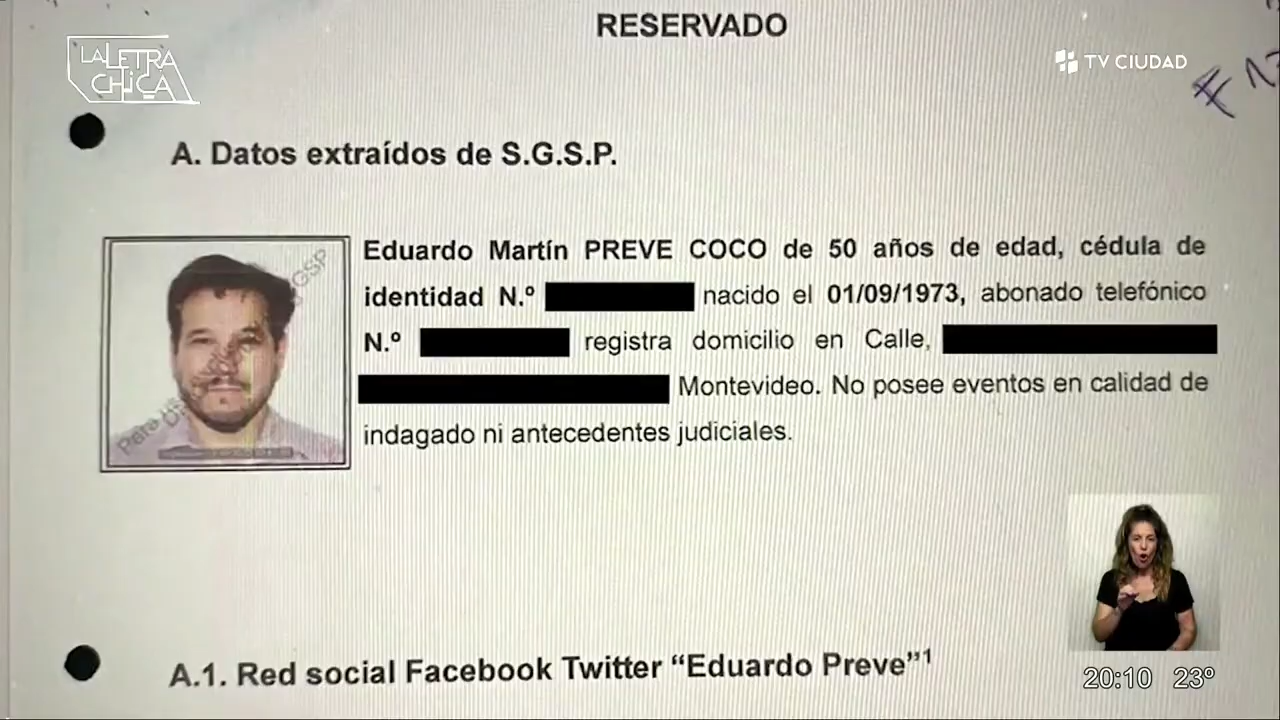 RESERVADO
LA LETRA
CHICA
TV CIUDAD
A. Datos extraídos de S.G.S.P.
Eduardo Martín PREVE COCO de 50 años de edad, cédula de
identidad N.º nacido el 01/09/1973, abonado telefónico
N.º registra domicilio en Calle,
Montevideo. No posee eventos en calidad de
indagado ni antecedentes judiciales.
A.1. Red social Facebook Twitter “Eduardo Preve”¹
20:10 23º